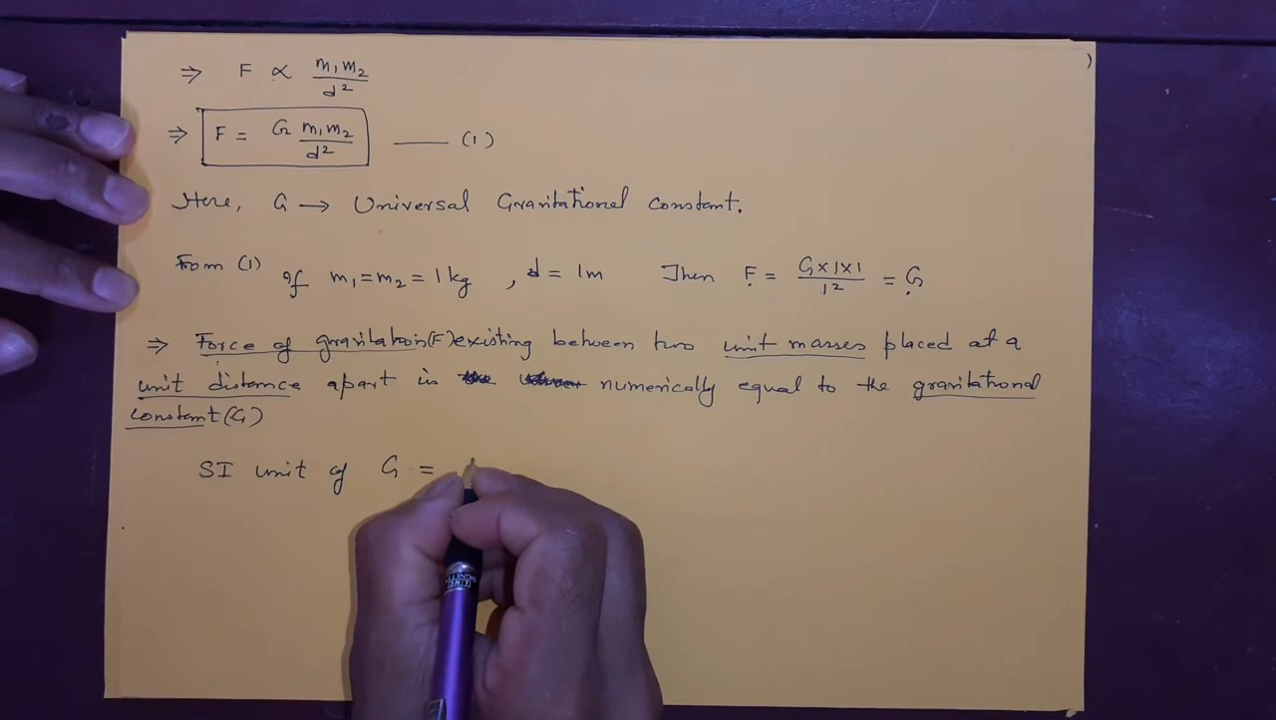 ⇒ F ∝ m₁m₂/d²
⇒ F = G m₁m₂/d² —— (1)
Here, G → Universal Gravitational constant.
From (1) if m₁=m₂=1kg , d = 1m Then F = G×1×1/1² = G
⇒ Force of gravitation(F) existing between two unit masses placed at a
unit distance apart is numerically equal to the gravitational
constant(G)
SI unit of G =